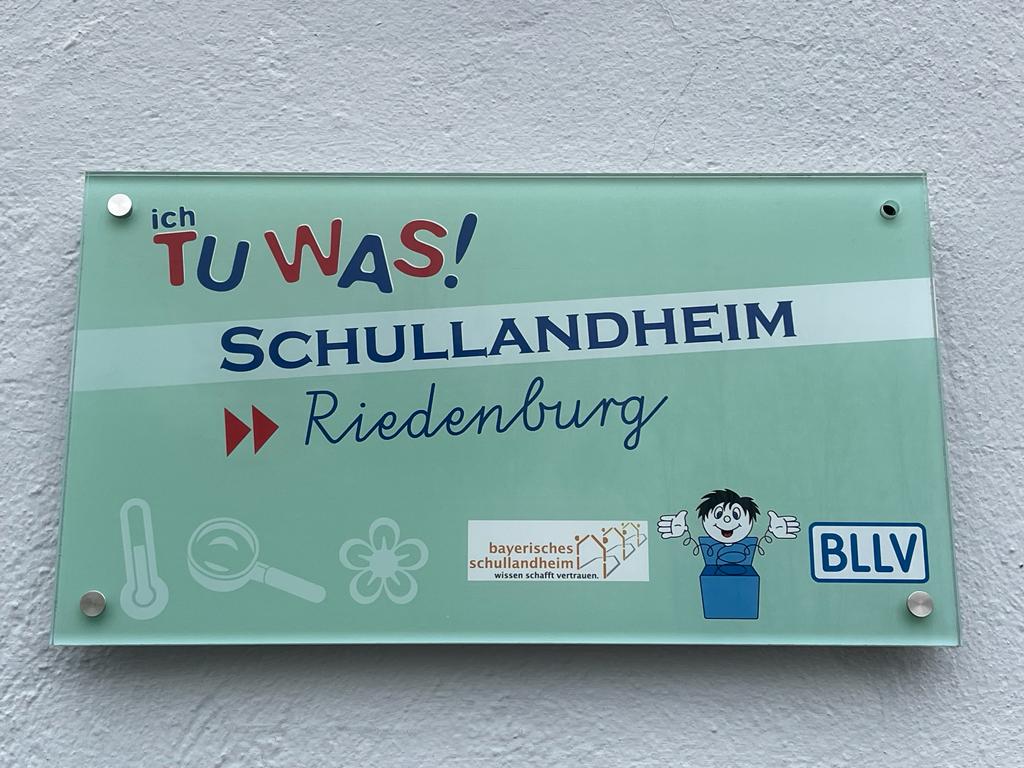 ich
TU WAS!
SCHULLANDHEIM
Riedenburg
bayerisches
schullandheim
wissen schafft vertrauen.
BLLV